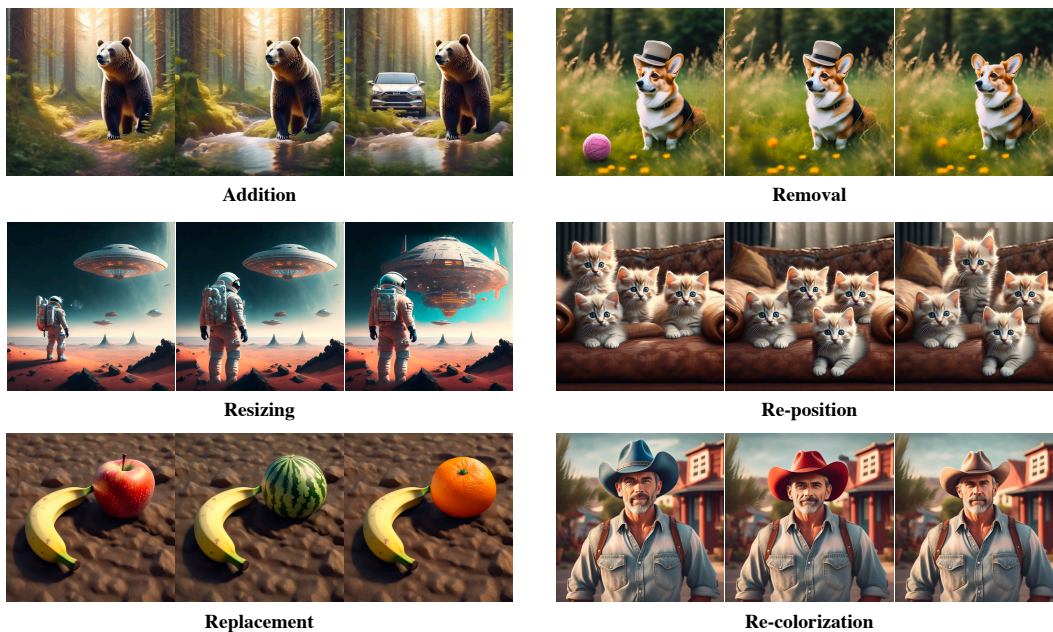 Addition
Removal
Resizing
Re-position
Replacement
Re-colorization